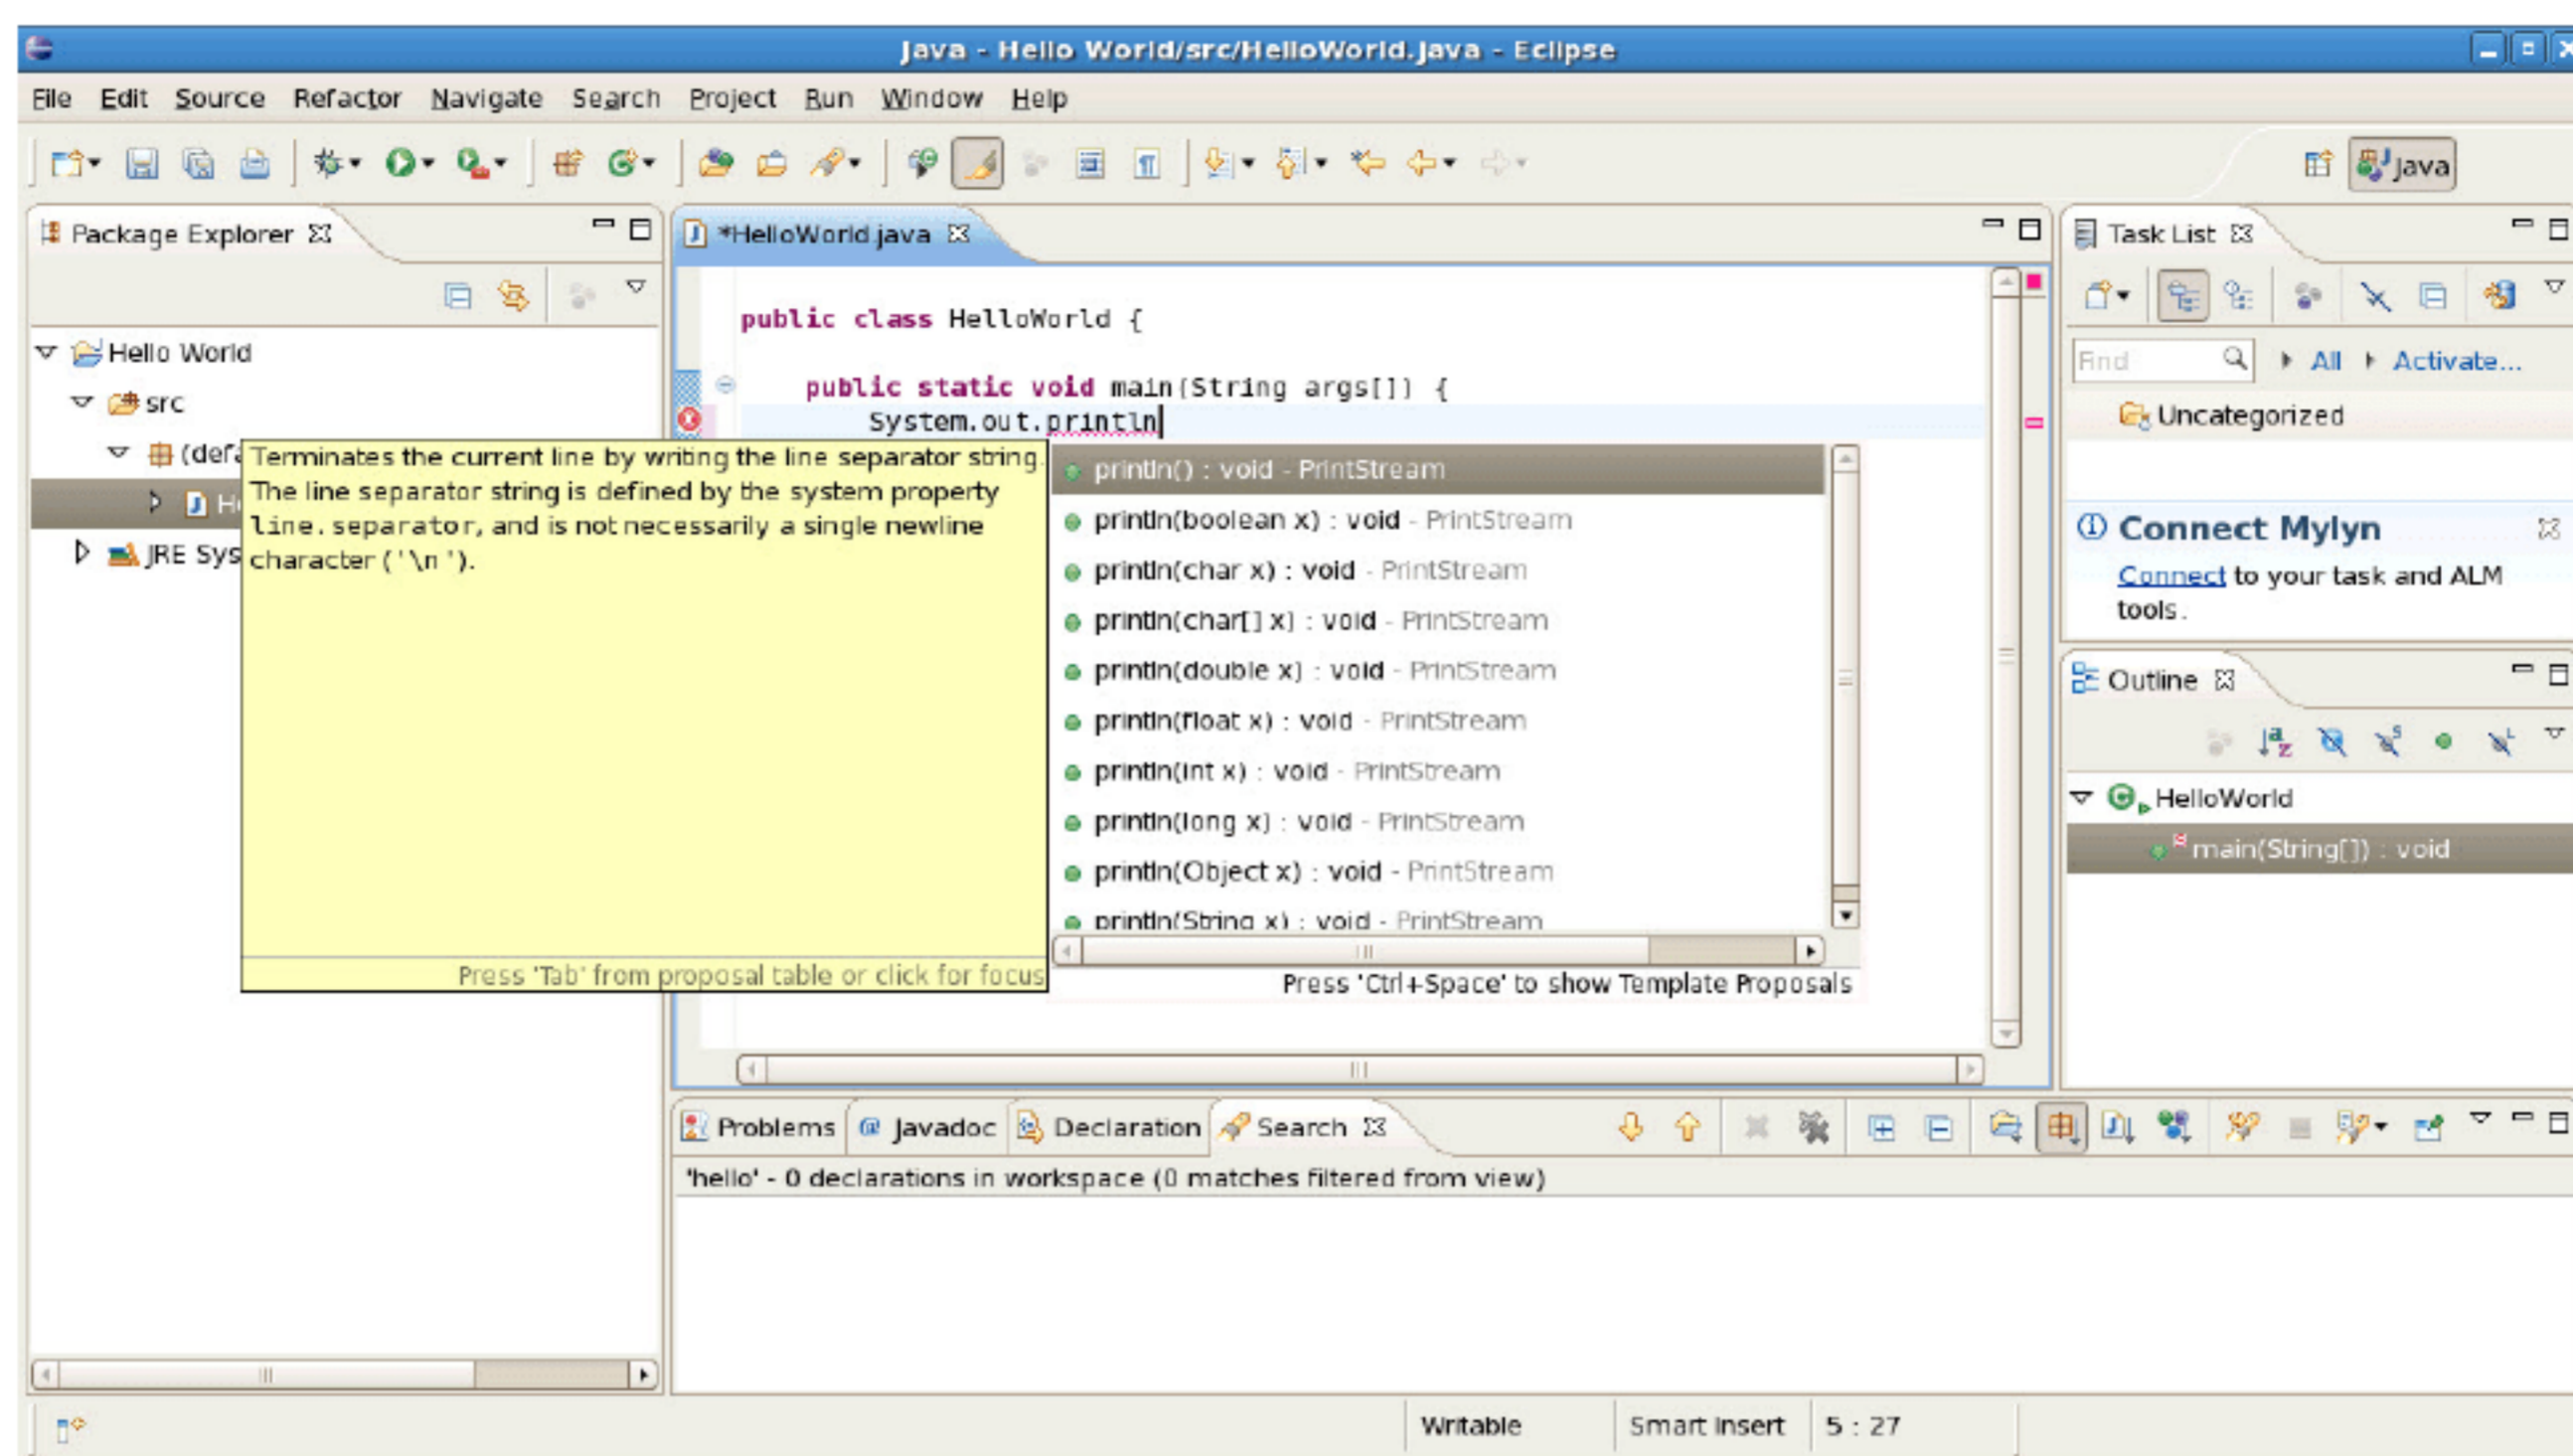 Java - Hello World/src/HelloWorld.java - Eclipse
File Edit Source Refactor Navigate Search Project Run Window Help
Java
Package Explorer
Hello World
src
(defa
He
JRE Sys
*HelloWorld.java
public class HelloWorld {
public static void main(String args[]) {
System.out.println
Terminates the current line by writing the line separator string.
The line separator string is defined by the system property
line.separator, and is not necessarily a single newline
character ('\n').
Press 'Tab' from proposal table or click for focus
println() : void - PrintStream
println(boolean x) : void - PrintStream
println(char x) : void - PrintStream
println(char[] x) : void - PrintStream
println(double x) : void - PrintStream
println(float x) : void - PrintStream
println(int x) : void - PrintStream
println(long x) : void - PrintStream
println(Object x) : void - PrintStream
println(String x) : void - PrintStream
Press 'Ctrl+Space' to show Template Proposals
Task List
Find All Activate...
Uncategorized
Connect Mylyn
Connect to your task and ALM
tools.
Outline
HelloWorld
main(String[]) : void
Problems @ Javadoc Declaration Search
'hello' - 0 declarations in workspace (0 matches filtered from view)
Writable Smart Insert 5 : 27